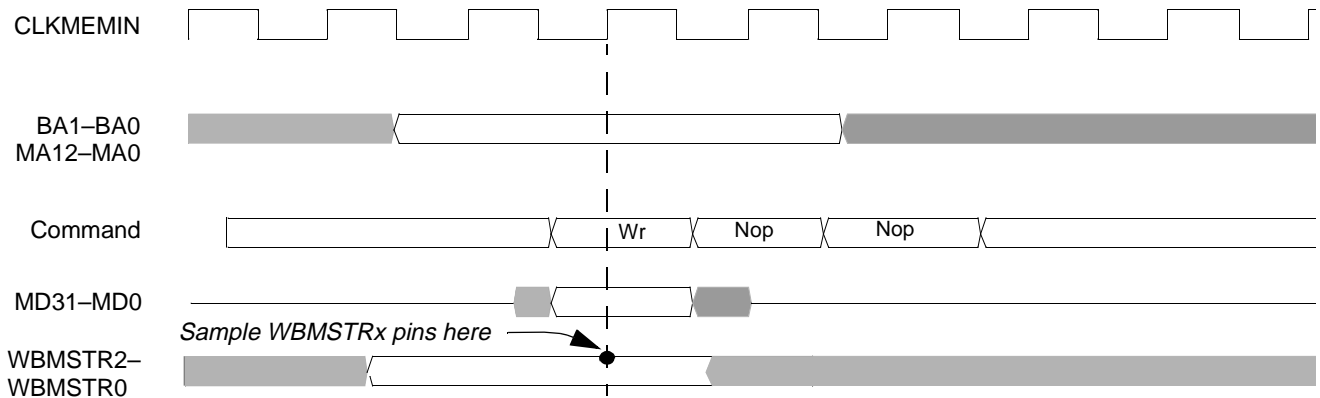 CLKMEMIN
BA1–BA0
MA12–MA0
Command
Wr
Nop
Nop
MD31–MD0
Sample WBMSTRx pins here
WBMSTR2–
WBMSTR0